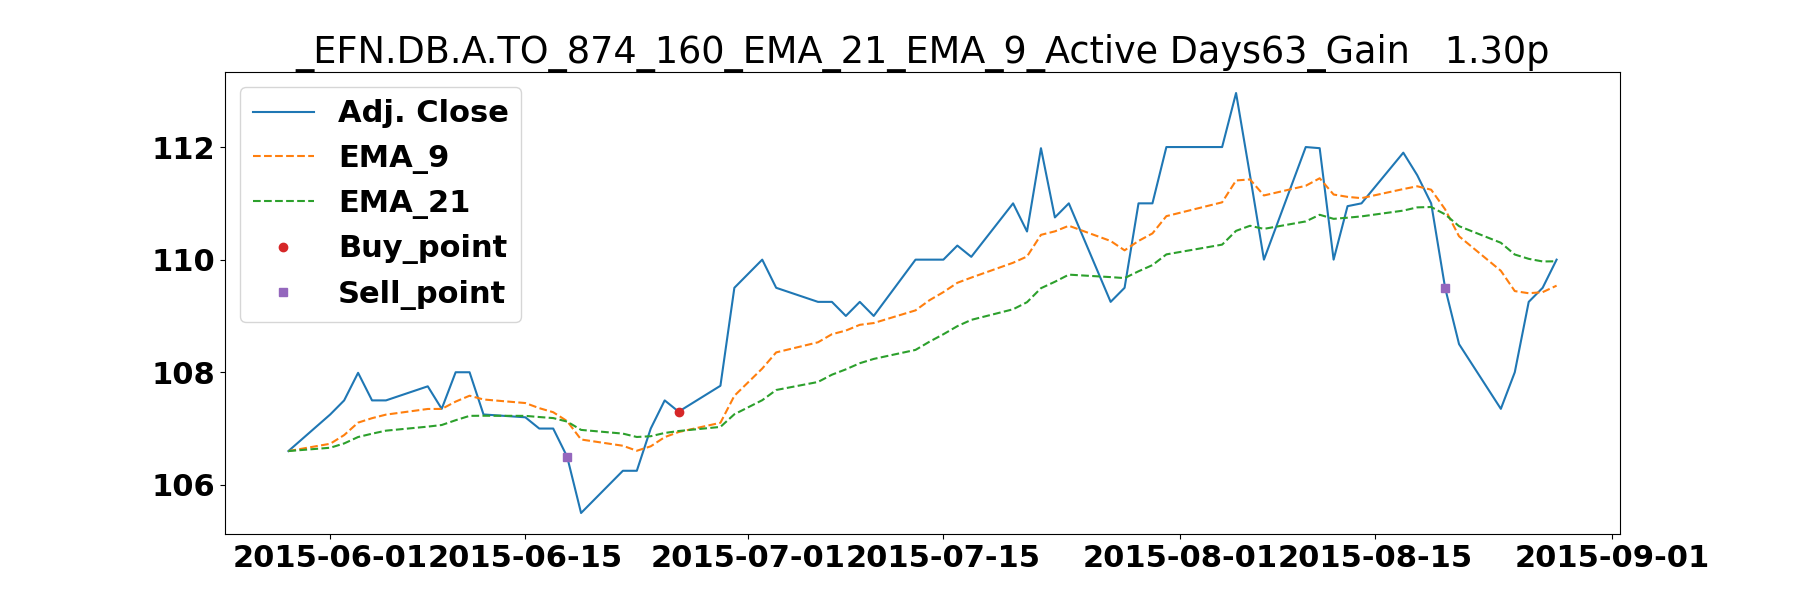 _EFN.DB.A.TO_874_160_EMA_21_EMA_9_Active Days63_Gain   1.30p
Adj. Close
EMA_9
EMA_21
Buy_point
Sell_point
112
110
108
106
2015-06-01 2015-06-15 2015-07-01 2015-07-15 2015-08-01 2015-08-15 2015-09-01